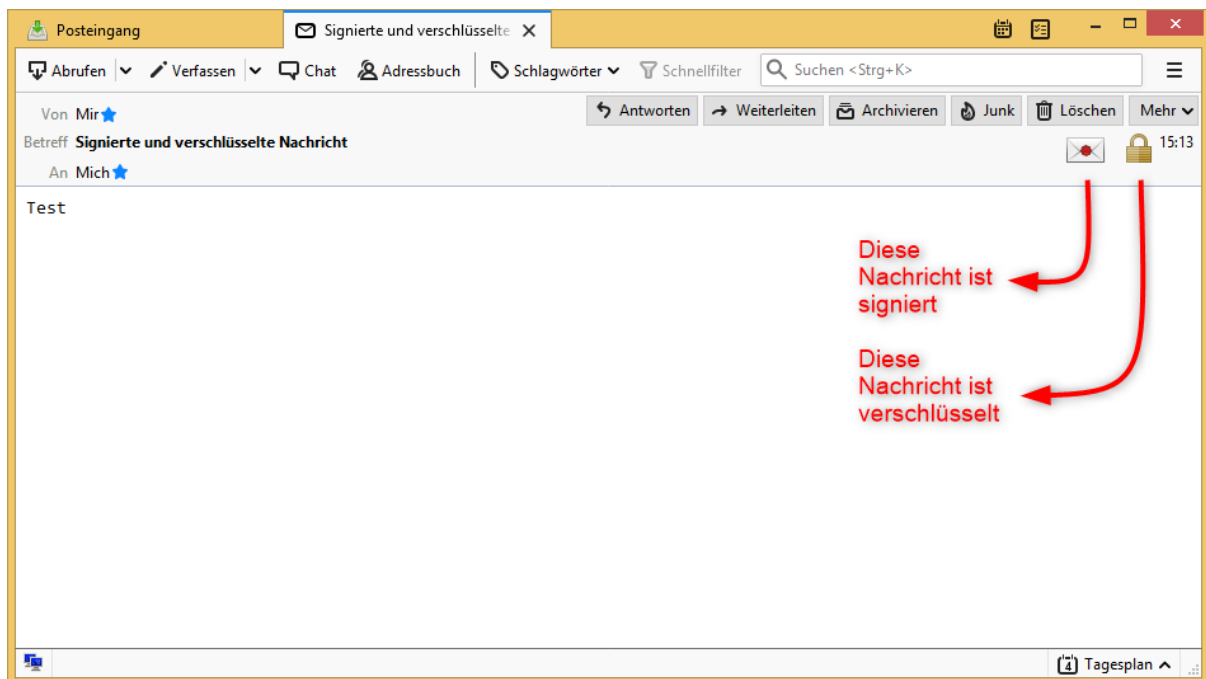 Posteingang
Signierte und verschlüsselte
Abrufen
Verfassen
Chat
Adressbuch
Schlagwörter
Schnellfilter
Suchen <Strg+K>
Von Mir
Antworten
Weiterleiten
Archivieren
Junk
Löschen
Mehr
Betreff Signierte und verschlüsselte Nachricht
15:13
An Mich
Test
Diese
Nachricht ist
signiert
Diese
Nachricht ist
verschlüsselt
4
Tagesplan